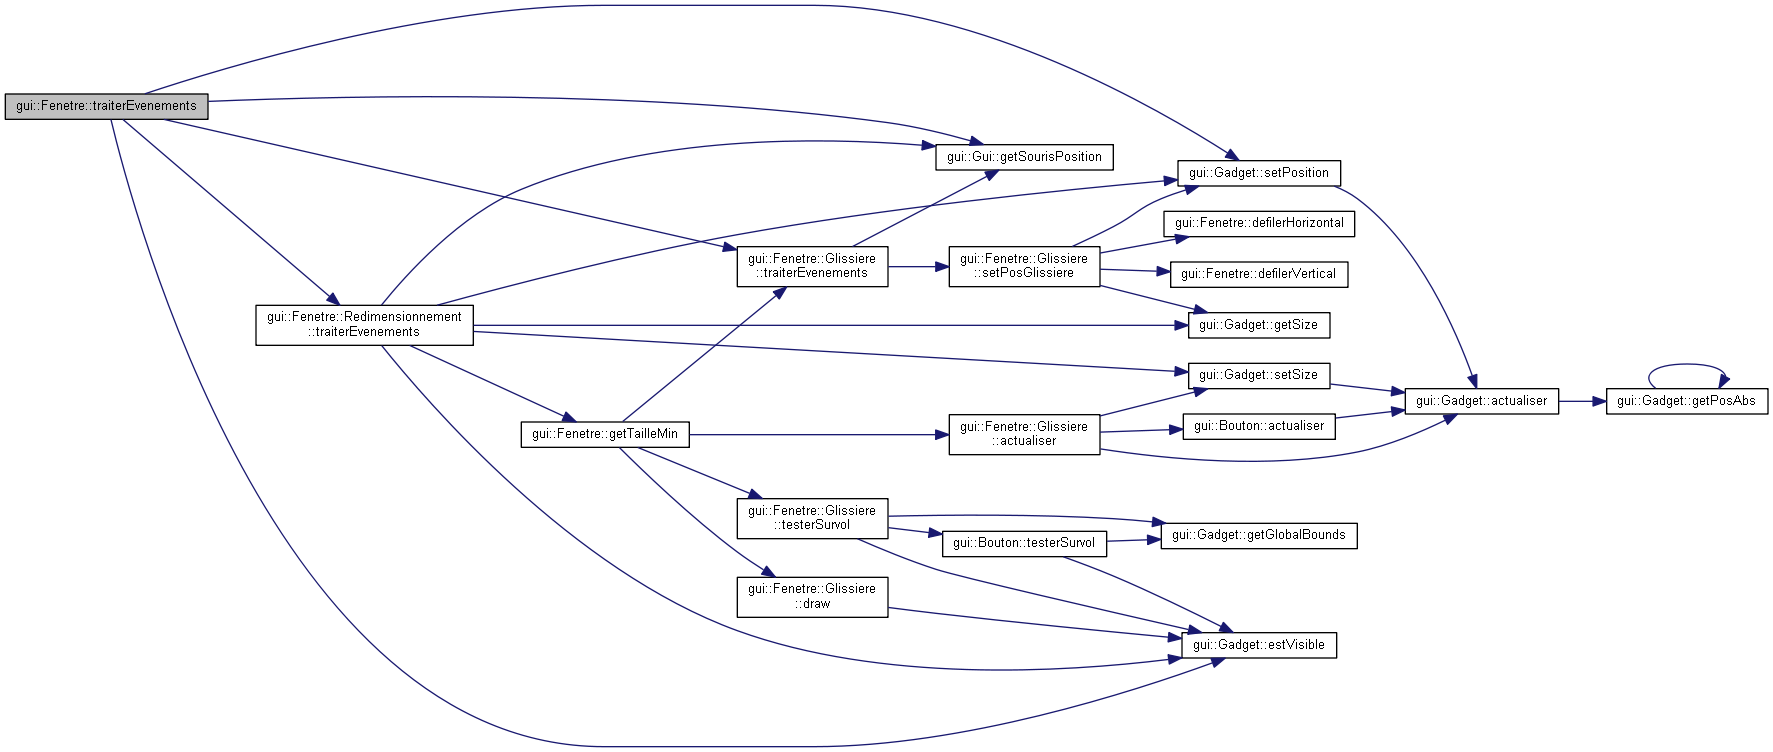 gui::Fenetre::traiterEvenements
gui::Gui::getSourisPosition
gui::Gadget::setPosition
gui::Fenetre::defilerHorizontal
gui::Fenetre::Glissiere
::traiterEvenements
gui::Fenetre::Glissiere
::setPosGlissiere
gui::Fenetre::defilerVertical
gui::Fenetre::Redimensionnement
::traiterEvenements
gui::Gadget::getSize
gui::Gadget::setSize
gui::Gadget::actualiser
gui::Gadget::getPosAbs
gui::Fenetre::getTailleMin
gui::Fenetre::Glissiere
::actualiser
gui::Bouton::actualiser
gui::Fenetre::Glissiere
::testerSurvol
gui::Bouton::testerSurvol
gui::Gadget::getGlobalBounds
gui::Fenetre::Glissiere
::draw
gui::Gadget::estVisible